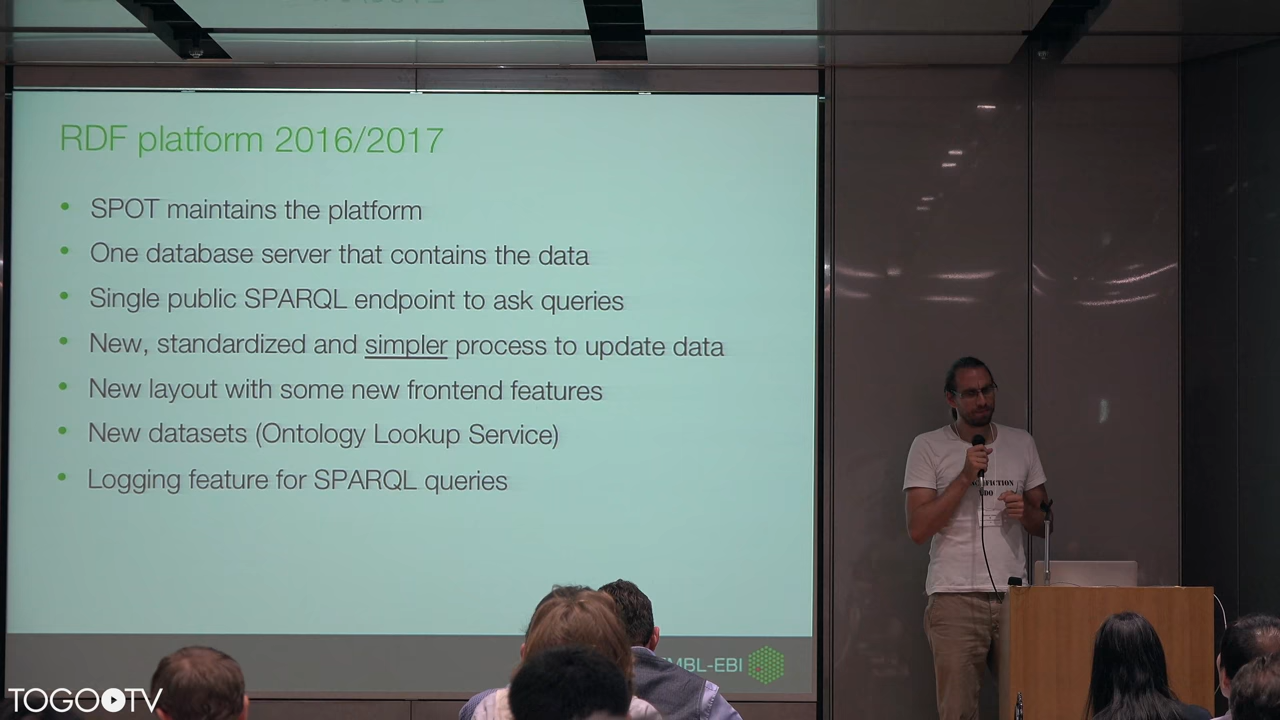 RDF platform 2016/2017
• SPOT maintains the platform
• One database server that contains the data
• Single public SPARQL endpoint to ask queries
• New, standardized and simpler process to update data
• New layout with some new frontend features
• New datasets (Ontology Lookup Service)
• Logging feature for SPARQL queries
MBL-EBI
FICTION
TOGOTV